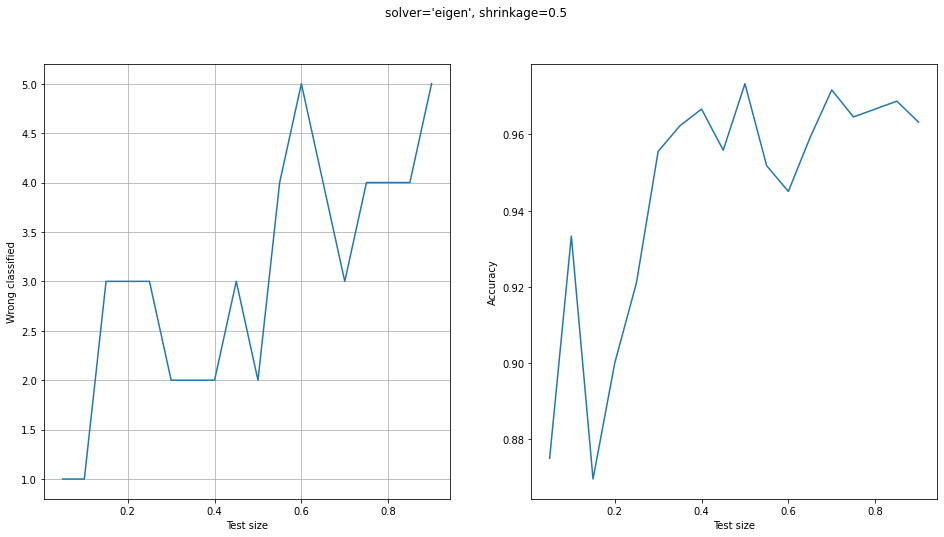 solver='eigen', shrinkage=0.5
5.0
4.5
4.0
3.5
3.0
2.5
2.0
1.5
1.0
Wrong classified
0.2 0.4 0.6 0.8
Test size
0.96
0.94
0.92
0.90
0.88
Accuracy
0.2 0.4 0.6 0.8
Test size